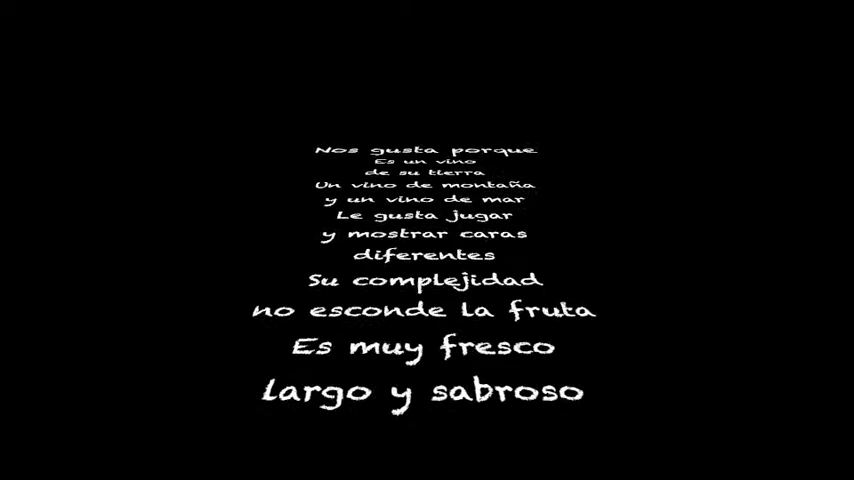 Nos gusta porque
Es un vino
de su tierra
Un vino de montaña
y un vino de mar
Le gusta jugar
y mostrar caras
diferentes
Su complejidad
no esconde la fruta
Es muy fresco
largo y sabroso